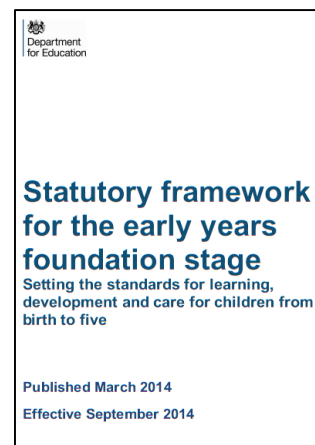 Department
for Education
Statutory framework
for the early years
foundation stage
Setting the standards for learning,
development and care for children from
birth to five
Published March 2014
Effective September 2014